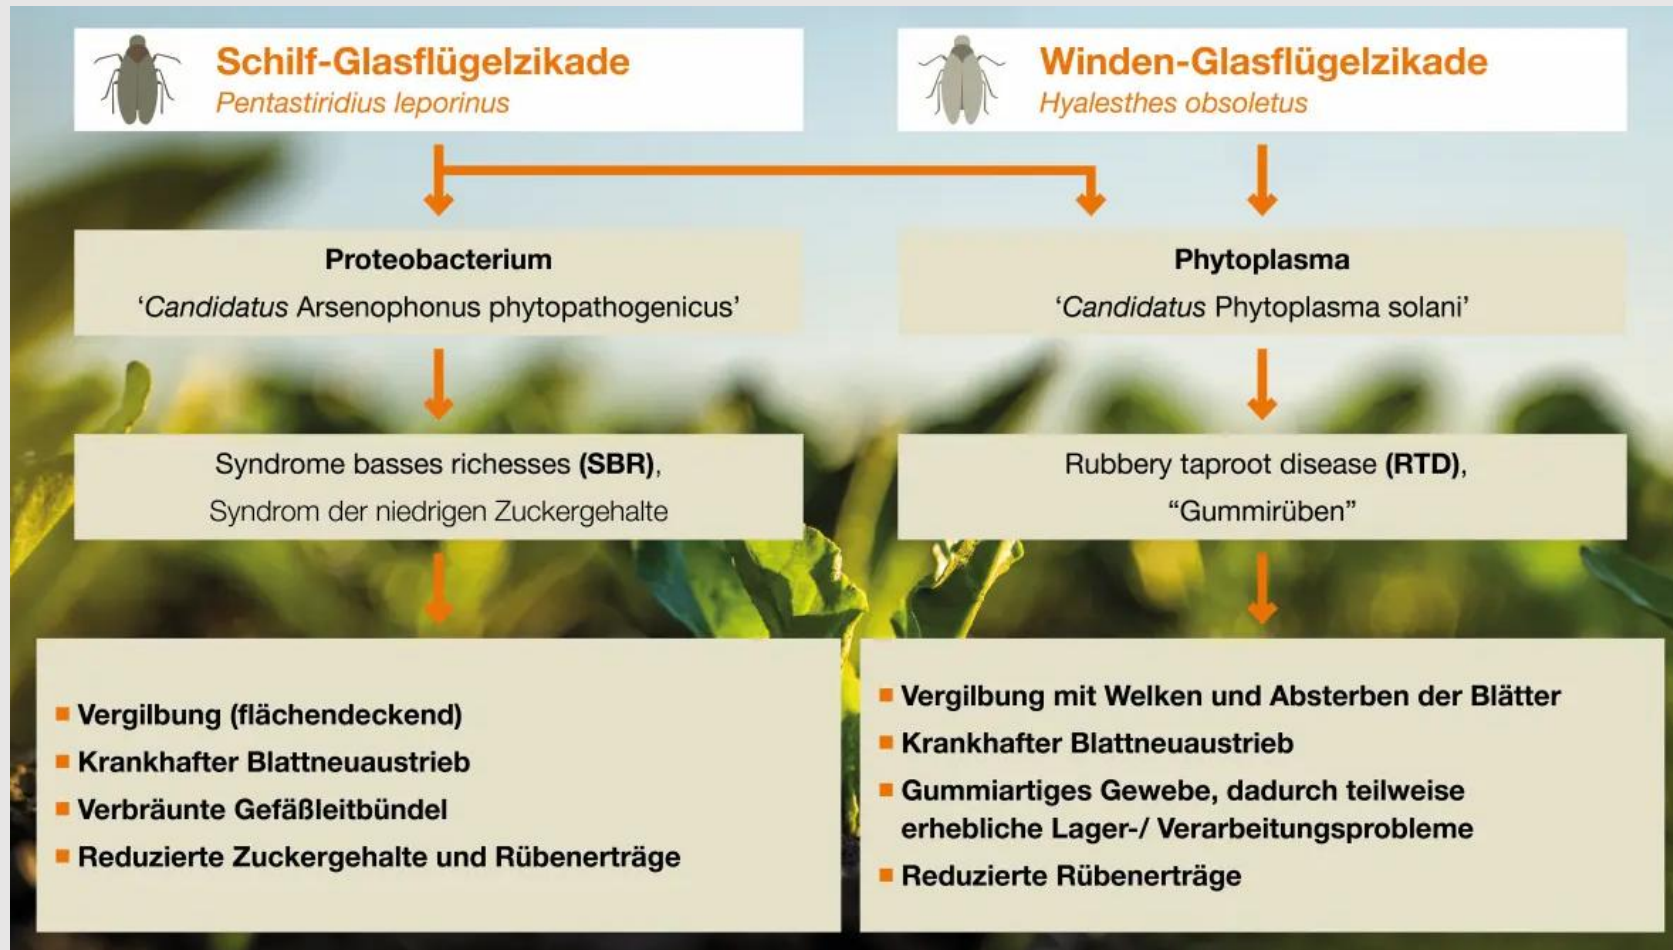 Schilf-Glasflügelzikade
Pentastiridius leporinus
Winden-Glasflügelzikade
Hyalesthes obsoletus
Proteobacterium
‘Candidatus Arsenophonus phytopathogenicus’
Phytoplasma
‘Candidatus Phytoplasma solani’
Syndrome basses richesses (SBR),
Syndrom der niedrigen Zuckergehalte
Rubbery taproot disease (RTD),
“Gummirüben”
Vergilbung (flächendeckend)
Krankhafter Blattneuaustrieb
Verbräunte Gefäßleitbündel
Reduzierte Zuckergehalte und Rübenerträge
Vergilbung mit Welken und Absterben der Blätter
Krankhafter Blattneuaustrieb
Gummiartiges Gewebe, dadurch teilweise
erhebliche Lager-/ Verarbeitungsprobleme
Reduzierte Rübenerträge